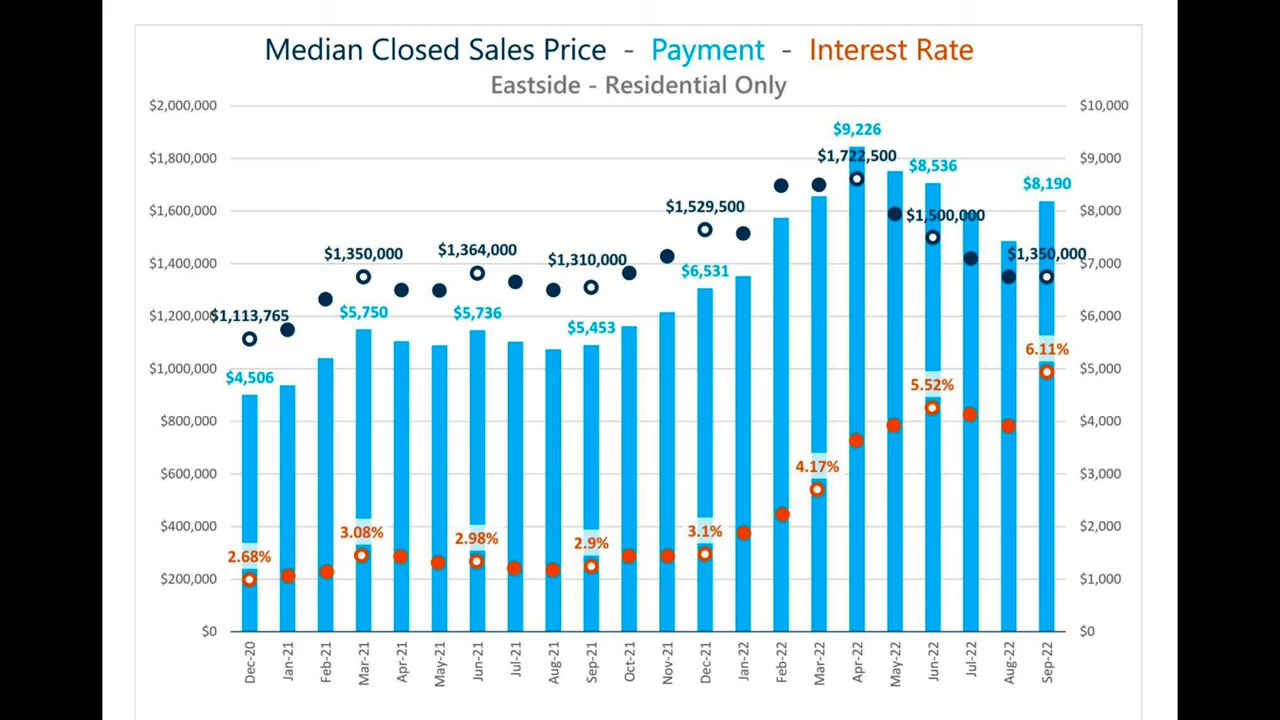 Median Closed Sales Price - Payment - Interest Rate
Eastside - Residential Only
$2,000,000
$1,800,000
$1,600,000
$1,400,000
$1,200,000
$1,000,000
$800,000
$600,000
$400,000
$200,000
$0
$10,000
$9,000
$8,000
$7,000
$6,000
$5,000
$4,000
$3,000
$2,000
$1,000
$0
$1,113,765
$1,350,000
$1,364,000
$1,310,000
$1,529,500
$1,722,500
$1,500,000
$1,350,000
$4,506
$5,750
$5,736
$5,453
$6,531
$9,226
$8,536
$8,190
2.68%
3.08%
2.98%
2.9%
3.1%
4.17%
5.52%
6.11%
Dec-20
Jan-21
Feb-21
Mar-21
Apr-21
May-21
Jun-21
Jul-21
Aug-21
Sep-21
Oct-21
Nov-21
Dec-21
Jan-22
Feb-22
Mar-22
Apr-22
May-22
Jun-22
Jul-22
Aug-22
Sep-22